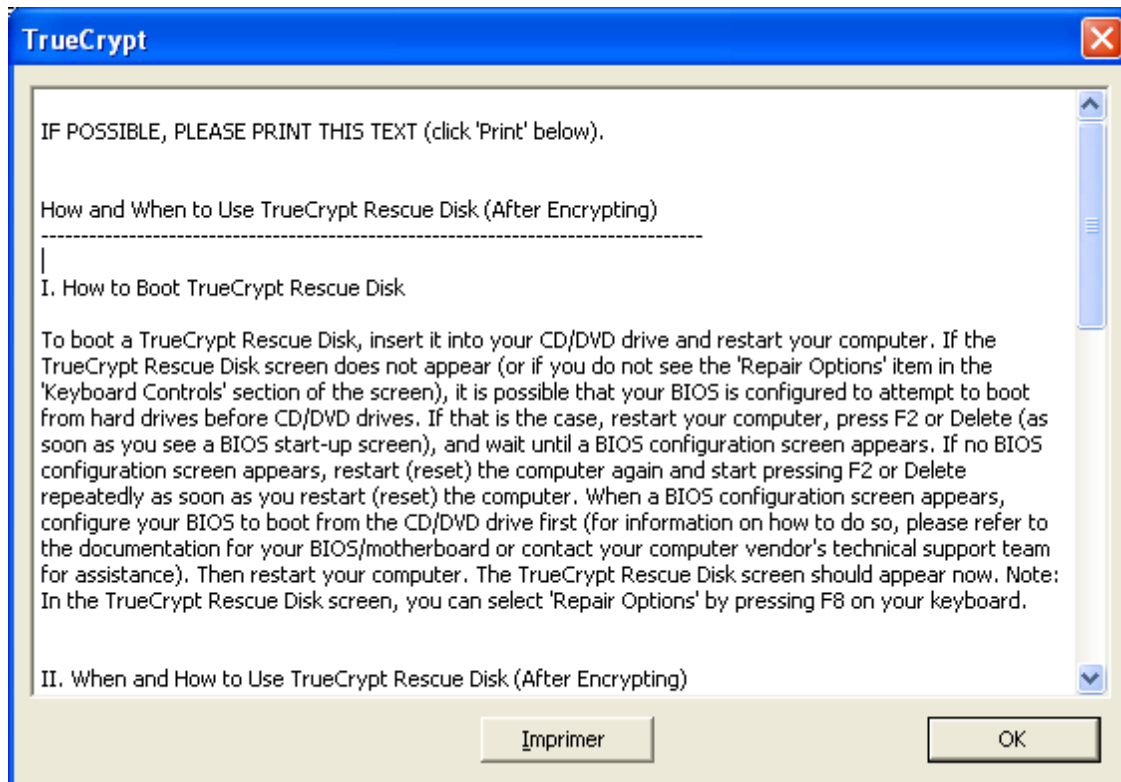 TrueCrypt
IF POSSIBLE, PLEASE PRINT THIS TEXT (click 'Print' below).
How and When to Use TrueCrypt Rescue Disk (After Encrypting)
-----------------------------------------------------------------------------------
I. How to Boot TrueCrypt Rescue Disk
To boot a TrueCrypt Rescue Disk, insert it into your CD/DVD drive and restart your computer. If the
TrueCrypt Rescue Disk screen does not appear (or if you do not see the 'Repair Options' item in the
'Keyboard Controls' section of the screen), it is possible that your BIOS is configured to attempt to boot
from hard drives before CD/DVD drives. If that is the case, restart your computer, press F2 or Delete (as
soon as you see a BIOS start-up screen), and wait until a BIOS configuration screen appears. If no BIOS
configuration screen appears, restart (reset) the computer again and start pressing F2 or Delete
repeatedly as soon as you restart (reset) the computer. When a BIOS configuration screen appears,
configure your BIOS to boot from the CD/DVD drive first (for information on how to do so, please refer to
the documentation for your BIOS/motherboard or contact your computer vendor's technical support team
for assistance). Then restart your computer. The TrueCrypt Rescue Disk screen should appear now. Note:
In the TrueCrypt Rescue Disk screen, you can select 'Repair Options' by pressing F8 on your keyboard.
II. When and How to Use TrueCrypt Rescue Disk (After Encrypting)
Imprimer
OK